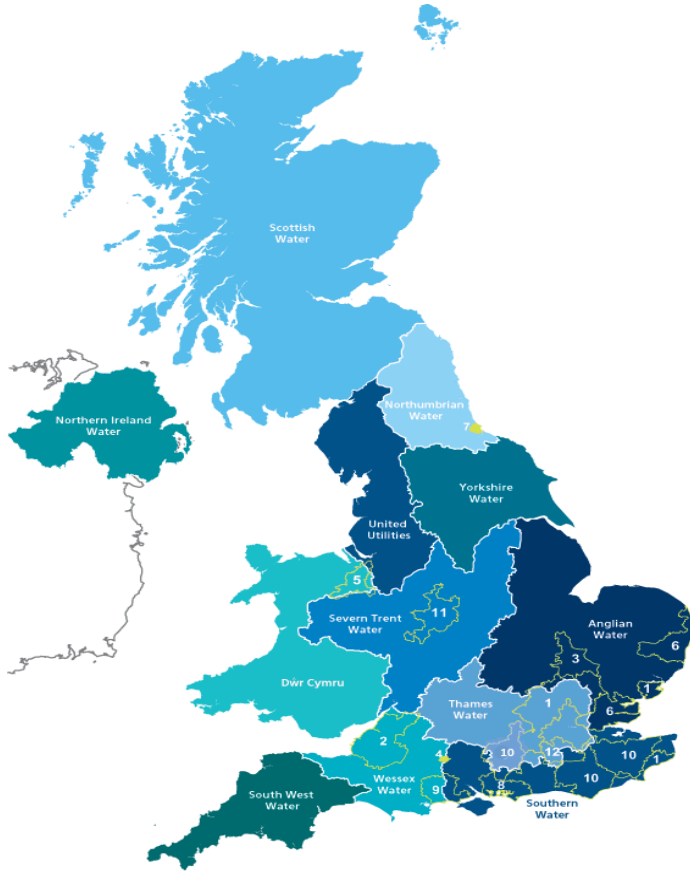 Scottish
Water
Northern Ireland
Water
Northumbrian
Water
7
Yorkshire
Water
United
Utilities
5
Severn Trent
Water
11
Anglian
Water
6
3
Dŵr Cymru
1
Thames
Water
1
6
2
4
10
12
10
1
Wessex
Water
9
8
10
South West
Water
Southern
Water